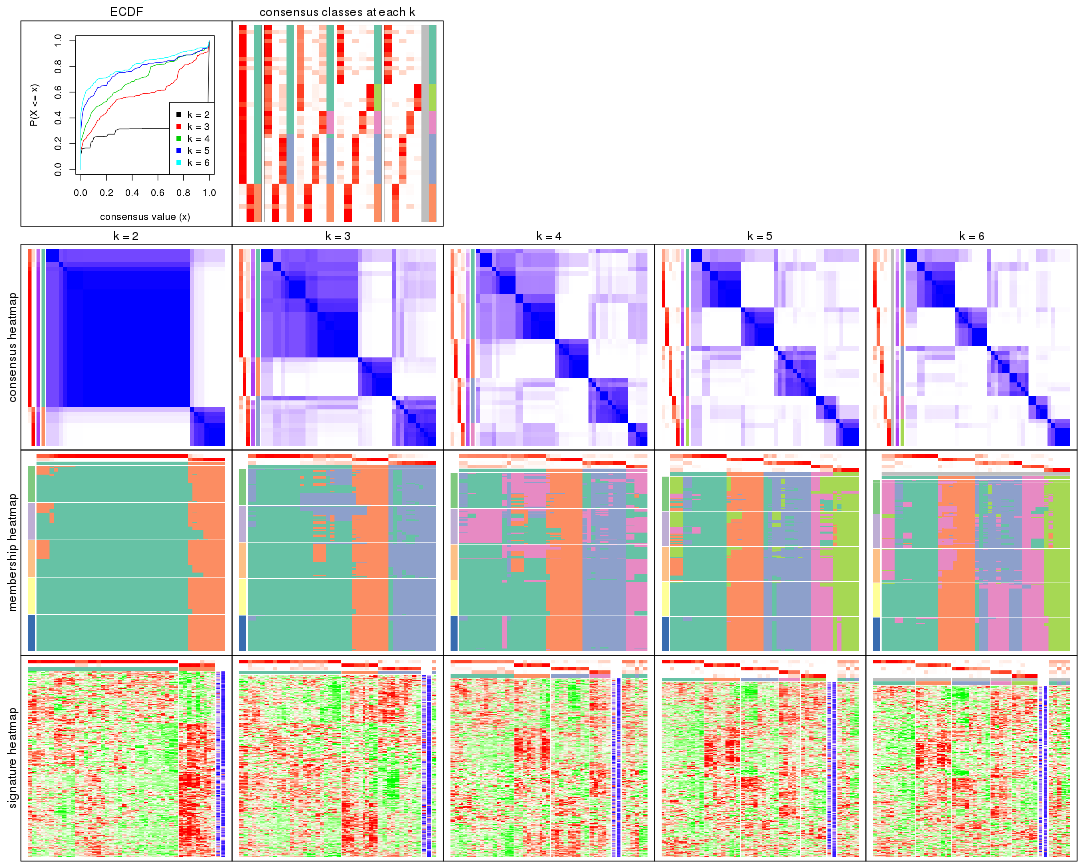 ECDF
consensus classes at each k
P(X <= x)
0.0 0.2 0.4 0.6 0.8 1.0
k = 2
k = 3
k = 4
k = 5
k = 6
0.0 0.2 0.4 0.6 0.8 1.0
consensus value (x)
k = 2
k = 3
k = 4
k = 5
k = 6
consensus heatmap
membership heatmap
signature heatmap